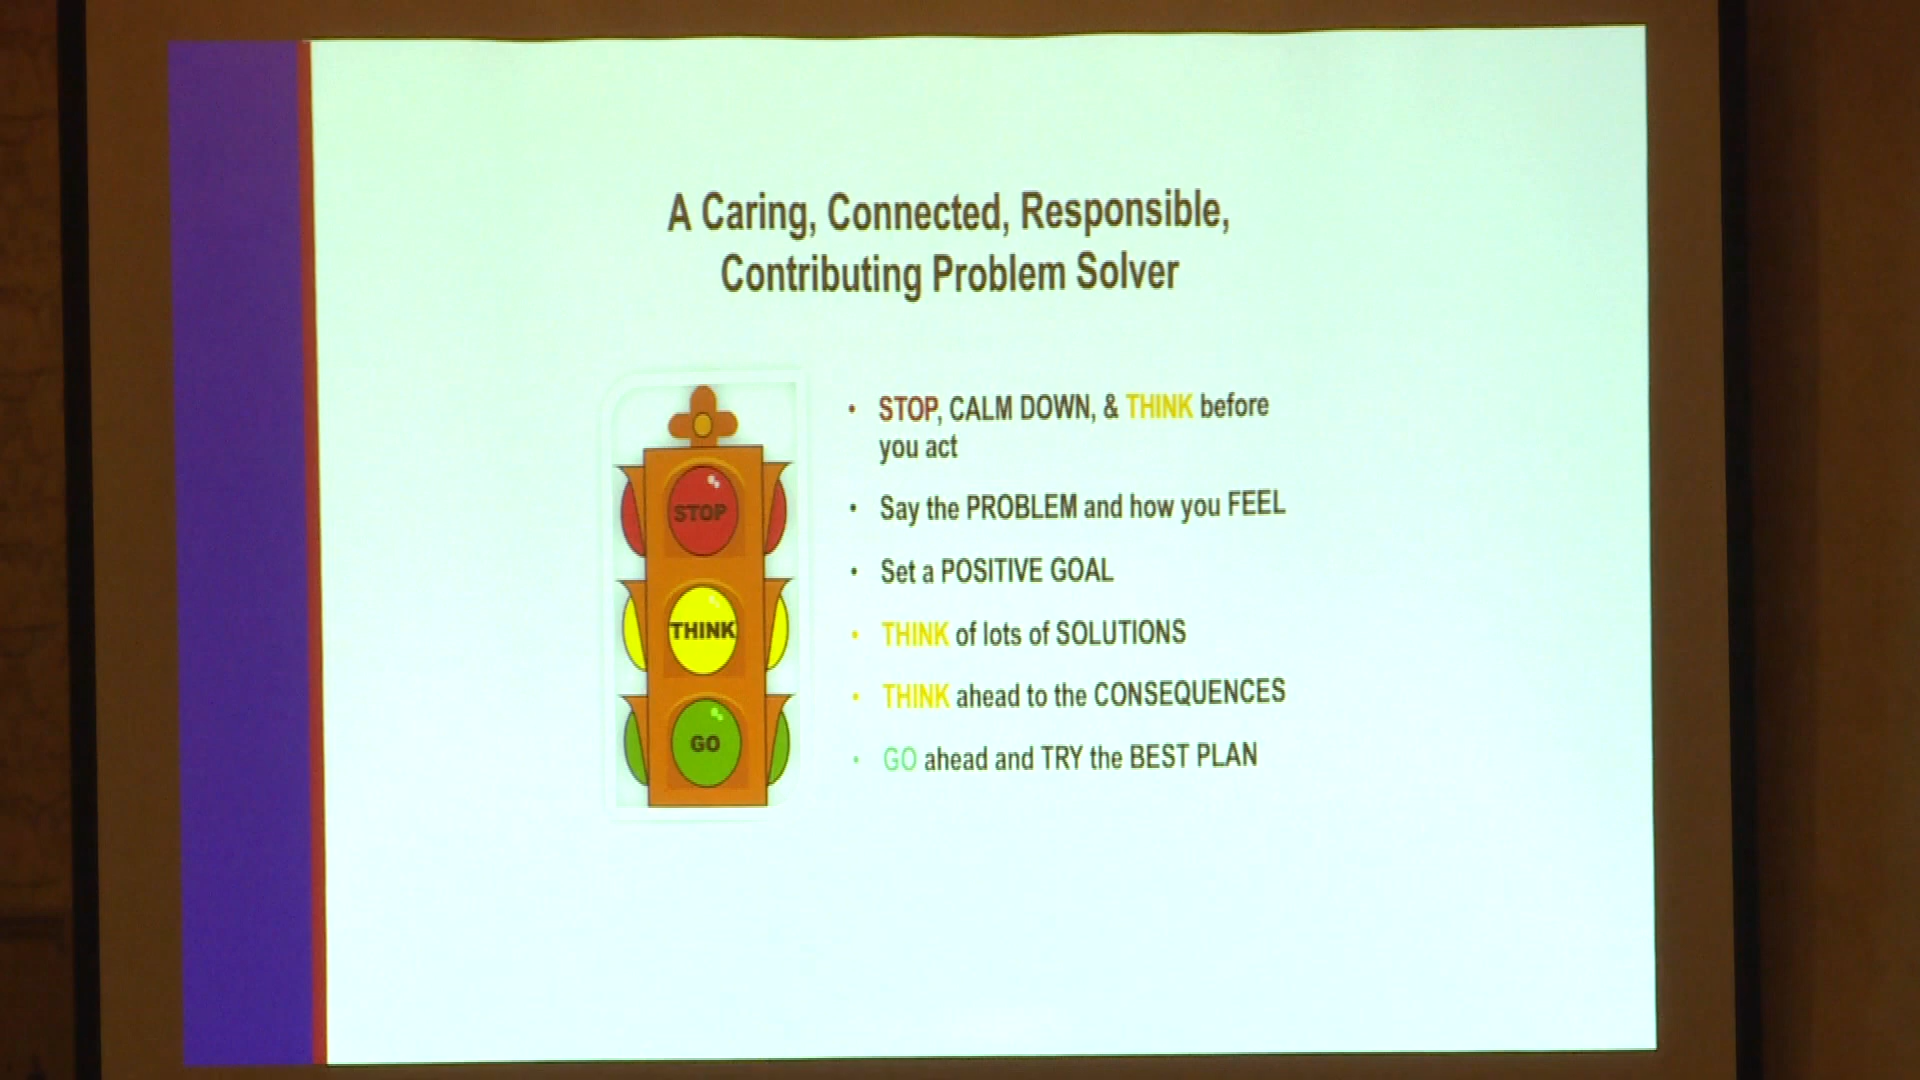 A Caring, Connected, Responsible,
Contributing Problem Solver
STOP
THINK
GO
• STOP, CALM DOWN, & THINK before
you act
• Say the PROBLEM and how you FEEL
• Set a POSITIVE GOAL
• THINK of lots of SOLUTIONS
• THINK ahead to the CONSEQUENCES
• GO ahead and TRY the BEST PLAN